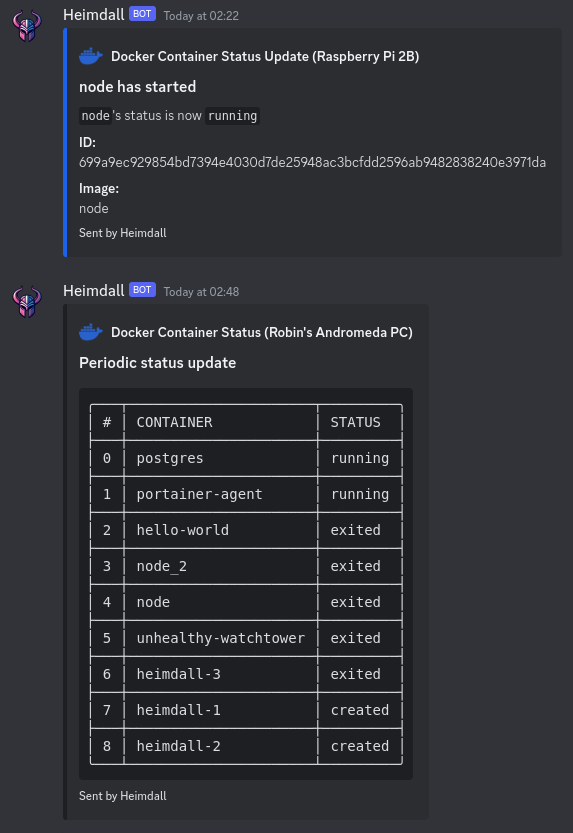 Heimdall BOT Today at 02:22
Docker Container Status Update (Raspberry Pi 2B)
node has started
node's status is now running
ID:
699a9ec929854bd7394e4030d7de25948ac3bcfdd2596ab9482838240e3971da
Image:
node
Sent by Heimdall
Heimdall BOT Today at 02:48
Docker Container Status (Robin's Andromeda PC)
Periodic status update
# CONTAINER STATUS
0 postgres running
1 portainer-agent running
2 hello-world exited
3 node_2 exited
4 node exited
5 unhealthy-watchtower exited
6 heimdall-3 exited
7 heimdall-1 created
8 heimdall-2 created
Sent by Heimdall